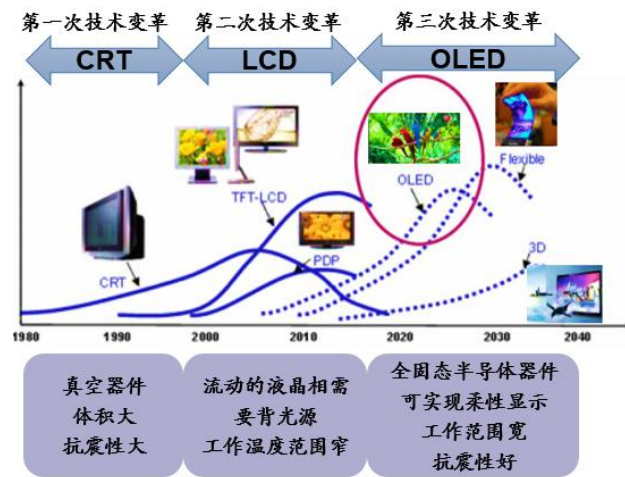 第一次技术变革
第二次技术变革
第三次技术变革
CRT
LCD
OLED
Flexible
OLED
TFT-LCD
3D
PDP
CRT
1980
1990
2000
2010
2020
2030
2040
真空器件
体积大
抗震性大
流动的液晶相需
要背光源
工作温度范围窄
全固态半导体器件
可实现柔性显示
工作范围宽
抗震性好